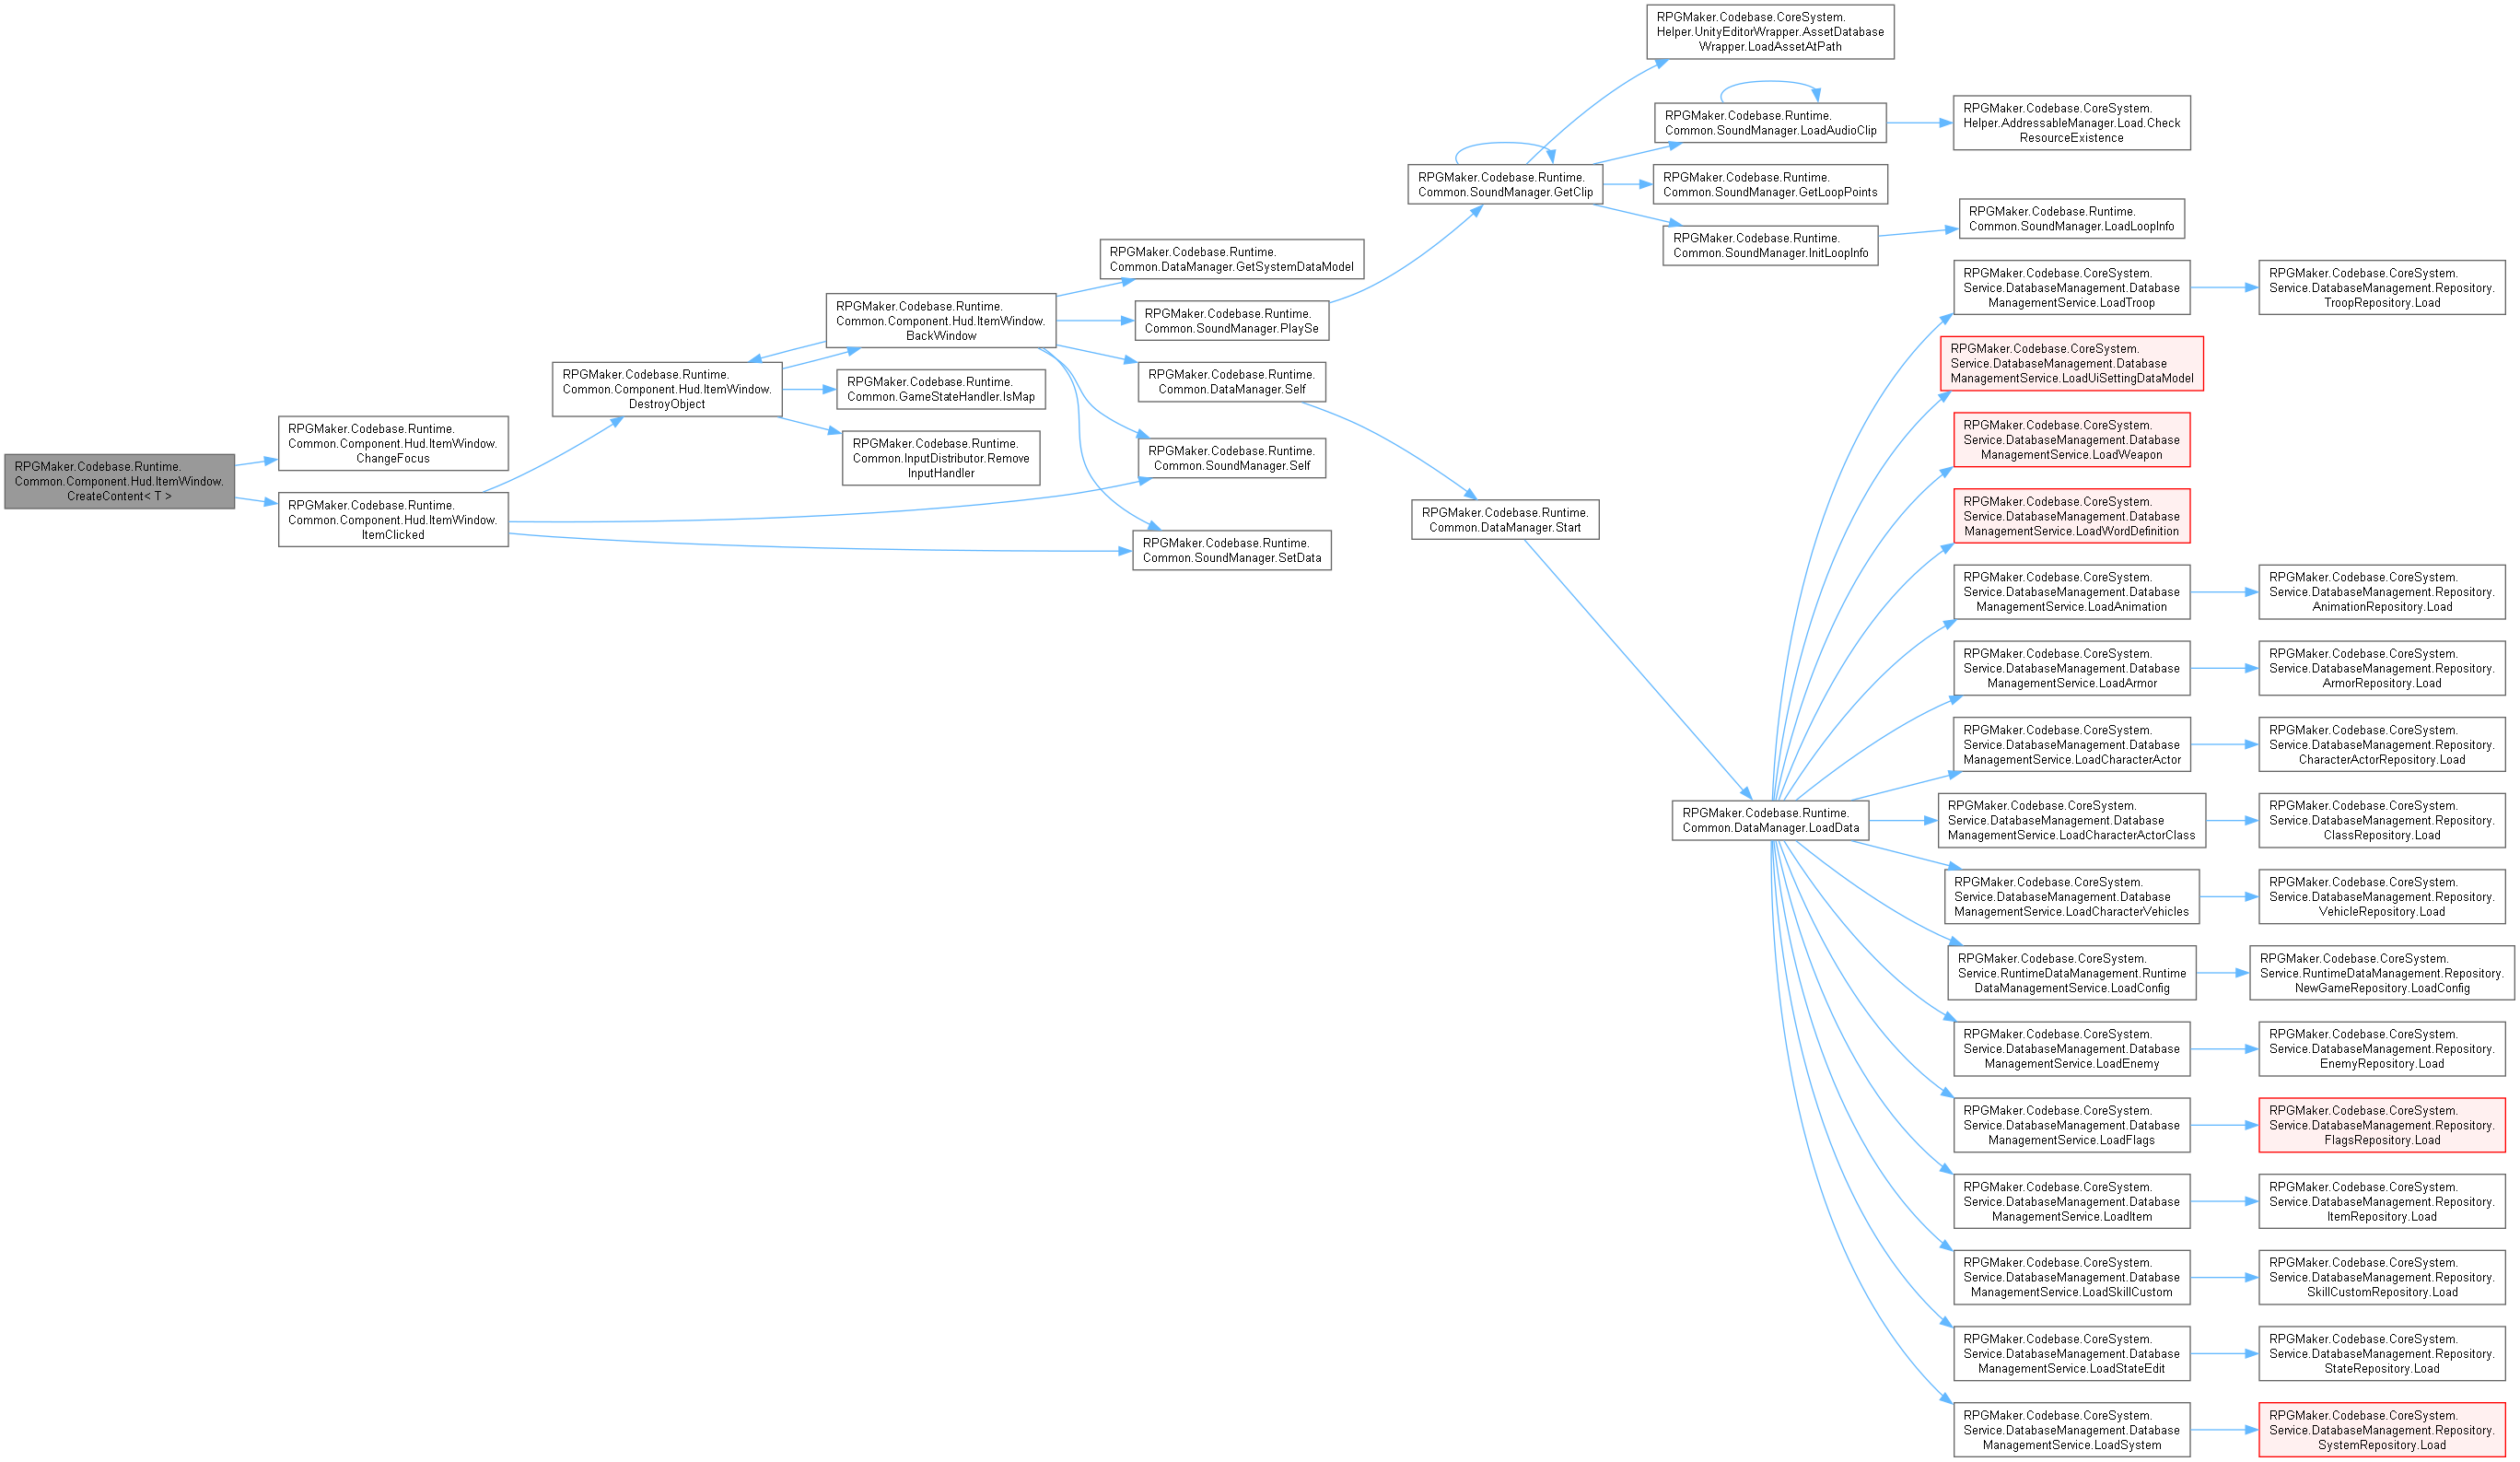 RPGMaker.Codebase.Runtime.
Common.Component.Hud.ItemWindow.
CreateContent< T >
RPGMaker.Codebase.Runtime.
Common.Component.Hud.ItemWindow.
ChangeFocus
RPGMaker.Codebase.Runtime.
Common.Component.Hud.ItemWindow.
ItemClicked
RPGMaker.Codebase.Runtime.
Common.Component.Hud.ItemWindow.
DestroyObject
RPGMaker.Codebase.Runtime.
Common.Component.Hud.ItemWindow.
BackWindow
RPGMaker.Codebase.Runtime.
Common.GameStateHandler.IsMap
RPGMaker.Codebase.Runtime.
Common.InputDistributor.Remove
InputHandler
RPGMaker.Codebase.Runtime.
Common.DataManager.GetSystemDataModel
RPGMaker.Codebase.Runtime.
Common.SoundManager.PlaySe
RPGMaker.Codebase.Runtime.
Common.DataManager.Self
RPGMaker.Codebase.Runtime.
Common.SoundManager.Self
RPGMaker.Codebase.Runtime.
Common.SoundManager.SetData
RPGMaker.Codebase.Runtime.
Common.SoundManager.GetClip
RPGMaker.Codebase.Runtime.
Common.DataManager.Start
RPGMaker.Codebase.CoreSystem.
Helper.UnityEditorWrapper.AssetDatabase
Wrapper.LoadAssetAtPath
RPGMaker.Codebase.Runtime.
Common.SoundManager.LoadAudioClip
RPGMaker.Codebase.Runtime.
Common.SoundManager.GetLoopPoints
RPGMaker.Codebase.Runtime.
Common.SoundManager.InitLoopInfo
RPGMaker.Codebase.Runtime.
Common.DataManager.LoadData
RPGMaker.Codebase.CoreSystem.
Helper.AddressableManager.Load.Check
ResourceExistence
RPGMaker.Codebase.Runtime.
Common.SoundManager.LoadLoopInfo
RPGMaker.Codebase.CoreSystem.
Service.DatabaseManagement.Database
ManagementService.LoadTroop
RPGMaker.Codebase.CoreSystem.
Service.DatabaseManagement.Repository.
TroopRepository.Load
RPGMaker.Codebase.CoreSystem.
Service.DatabaseManagement.Database
ManagementService.LoadUiSettingDataModel
RPGMaker.Codebase.CoreSystem.
Service.DatabaseManagement.Database
ManagementService.LoadWeapon
RPGMaker.Codebase.CoreSystem.
Service.DatabaseManagement.Database
ManagementService.LoadWordDefinition
RPGMaker.Codebase.CoreSystem.
Service.DatabaseManagement.Database
ManagementService.LoadAnimation
RPGMaker.Codebase.CoreSystem.
Service.DatabaseManagement.Repository.
AnimationRepository.Load
RPGMaker.Codebase.CoreSystem.
Service.DatabaseManagement.Database
ManagementService.LoadArmor
RPGMaker.Codebase.CoreSystem.
Service.DatabaseManagement.Repository.
ArmorRepository.Load
RPGMaker.Codebase.CoreSystem.
Service.DatabaseManagement.Database
ManagementService.LoadCharacterActor
RPGMaker.Codebase.CoreSystem.
Service.DatabaseManagement.Repository.
CharacterActorRepository.Load
RPGMaker.Codebase.CoreSystem.
Service.DatabaseManagement.Database
ManagementService.LoadCharacterActorClass
RPGMaker.Codebase.CoreSystem.
Service.DatabaseManagement.Repository.
ClassRepository.Load
RPGMaker.Codebase.CoreSystem.
Service.DatabaseManagement.Database
ManagementService.LoadCharacterVehicles
RPGMaker.Codebase.CoreSystem.
Service.DatabaseManagement.Repository.
VehicleRepository.Load
RPGMaker.Codebase.CoreSystem.
Service.RuntimeDataManagement.Runtime
DataManagementService.LoadConfig
RPGMaker.Codebase.CoreSystem.
Service.RuntimeDataManagement.Repository.
NewGameRepository.LoadConfig
RPGMaker.Codebase.CoreSystem.
Service.DatabaseManagement.Database
ManagementService.LoadEnemy
RPGMaker.Codebase.CoreSystem.
Service.DatabaseManagement.Repository.
EnemyRepository.Load
RPGMaker.Codebase.CoreSystem.
Service.DatabaseManagement.Database
ManagementService.LoadFlags
RPGMaker.Codebase.CoreSystem.
Service.DatabaseManagement.Repository.
FlagsRepository.Load
RPGMaker.Codebase.CoreSystem.
Service.DatabaseManagement.Database
ManagementService.LoadItem
RPGMaker.Codebase.CoreSystem.
Service.DatabaseManagement.Repository.
ItemRepository.Load
RPGMaker.Codebase.CoreSystem.
Service.DatabaseManagement.Database
ManagementService.LoadSkillCustom
RPGMaker.Codebase.CoreSystem.
Service.DatabaseManagement.Repository.
SkillCustomRepository.Load
RPGMaker.Codebase.CoreSystem.
Service.DatabaseManagement.Database
ManagementService.LoadStateEdit
RPGMaker.Codebase.CoreSystem.
Service.DatabaseManagement.Repository.
StateRepository.Load
RPGMaker.Codebase.CoreSystem.
Service.DatabaseManagement.Database
ManagementService.LoadSystem
RPGMaker.Codebase.CoreSystem.
Service.DatabaseManagement.Repository.
SystemRepository.Load